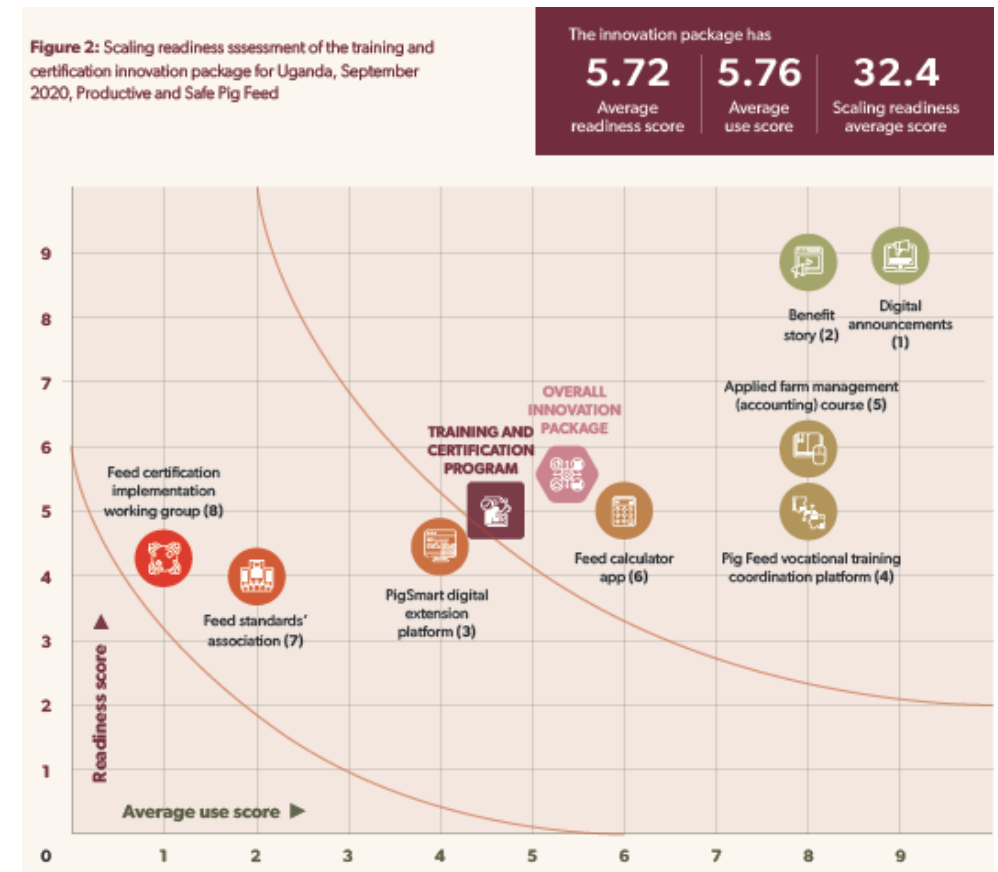 Figure 2: Scaling readiness sssessment of the training and
certification innovation package for Uganda, September
2020, Productive and Safe Pig Feed
The innovation package has
5.72
Average
readiness score
5.76
Average
use score
32.4
Scaling readiness
average score
9
8
7
6
5
4
3
2
1
0
Readiness score
Benefit
story (2)
Digital
announcements
(1)
Applied farm management
(accounting) course (5)
OVERALL
INNOVATION
PACKAGE
TRAINING AND
CERTIFICATION
PROGRAM
Feed certification
implementation
working group (8)
Feed standards'
association (7)
PigSmart digital
extension
platform (3)
Feed calculator
app (6)
Pig Feed vocational training
coordination platform (4)
Average use score
1
2
3
4
5
6
7
8
9